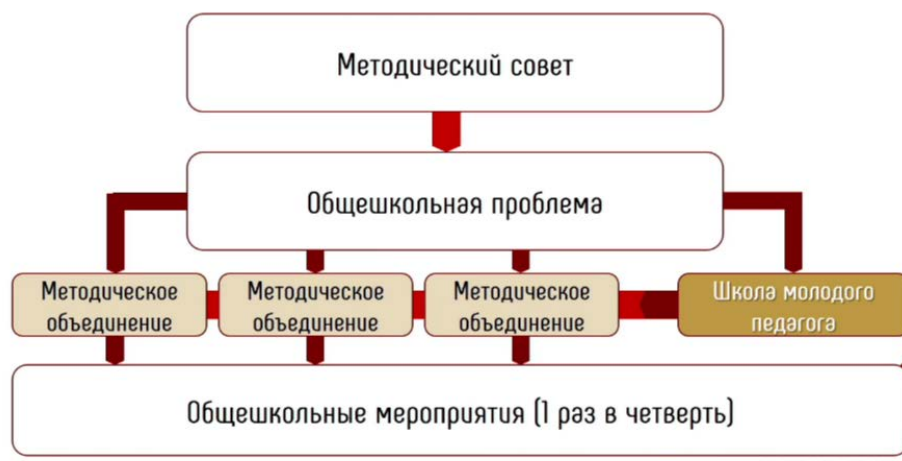 Методический совет
Общешкольная проблема
Методическое
объединение
Методическое
объединение
Методическое
объединение
Школа молодого
педагога
Общешкольные мероприятия (1 раз в четверть)